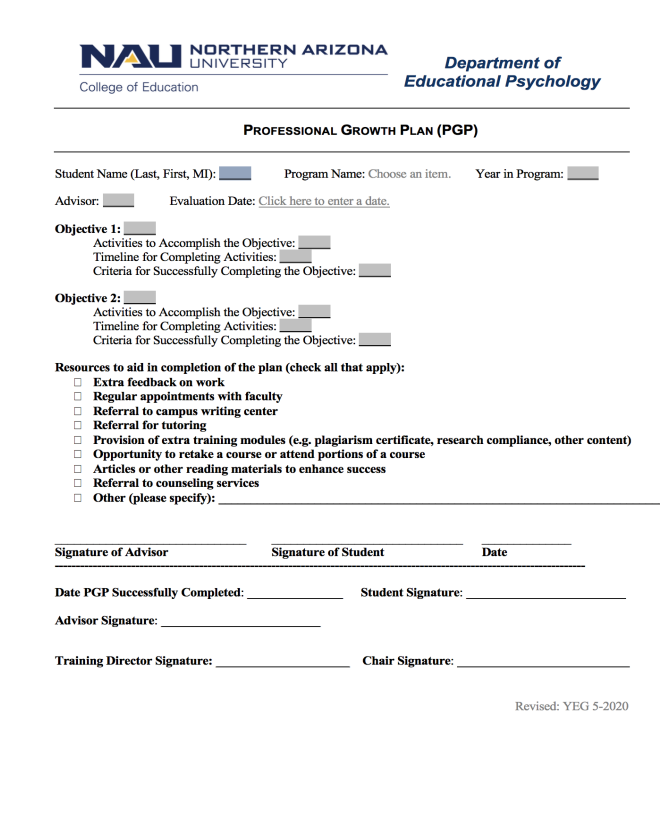 NAU NORTHERN ARIZONA UNIVERSITY
College of Education
Department of
Educational Psychology
PROFESSIONAL GROWTH PLAN (PGP)
Student Name (Last, First, MI): Program Name: Choose an item. Year in Program:
Advisor: Evaluation Date: Click here to enter a date.
Objective 1:
Activities to Accomplish the Objective:
Timeline for Completing Activities:
Criteria for Successfully Completing the Objective:
Objective 2:
Activities to Accomplish the Objective:
Timeline for Completing Activities:
Criteria for Successfully Completing the Objective:
Resources to aid in completion of the plan (check all that apply):
☐ Extra feedback on work
☐ Regular appointments with faculty
☐ Referral to campus writing center
☐ Referral for tutoring
☐ Provision of extra training modules (e.g. plagiarism certificate, research compliance, other content)
☐ Opportunity to retake a course or attend portions of a course
☐ Articles or other reading materials to enhance success
☐ Referral to counseling services
☐ Other (please specify):
Signature of Advisor Signature of Student Date
Date PGP Successfully Completed: Student Signature:
Advisor Signature:
Training Director Signature: Chair Signature:
Revised: YEG 5-2020